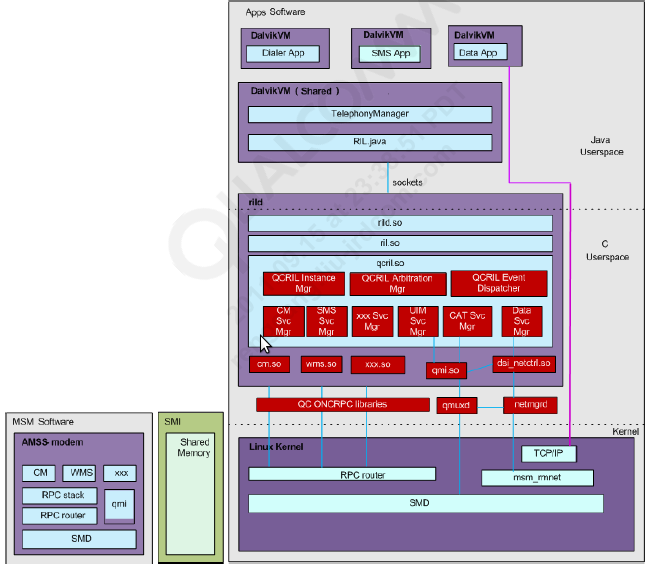 Apps Software
DalvikVM
Dialer App
DalvikVM
SMS App
DalvikVM
Data App
DalvikVM ( Shared )
TelephonyManager
RIL.java
Java
Userspace
sockets
rild
rild.so
ril.so
C
Userspace
qcril.so
QCRIL Instance
Mgr
QCRIL Arbitration
Mgr
QCRIL Event
Dispatcher
CM
Svc
Mgr
SMS
Svc
Mgr
xxx Svc
Mgr
UIM
Svc
Mgr
CAT Svc
Mgr
Data
Svc
Mgr
cm.so
wms.so
xxx.so
qmi.so
dsi_netctrl.so
QC ONCRPC libraries
qmuxd
netmgrd
Kernel
Linux Kernel
TCP/IP
RPC router
msm_rmnet
SMD
MSM Software
AMSS-modem
CM
WMS
xxx
RPC stack
qmi
RPC router
SMD
SMI
Shared
Memory